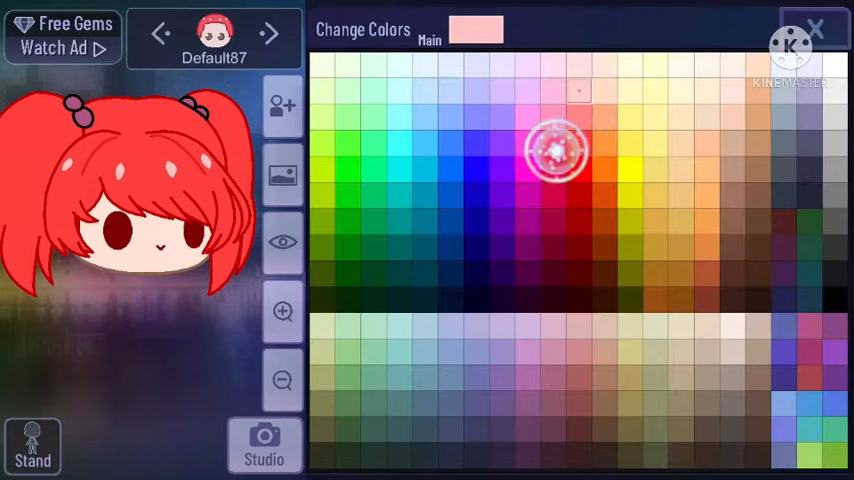 Free Gems
Watch Ad
Default87
Change Colors
Main
X
K
KINEMASTER
Stand
Studio